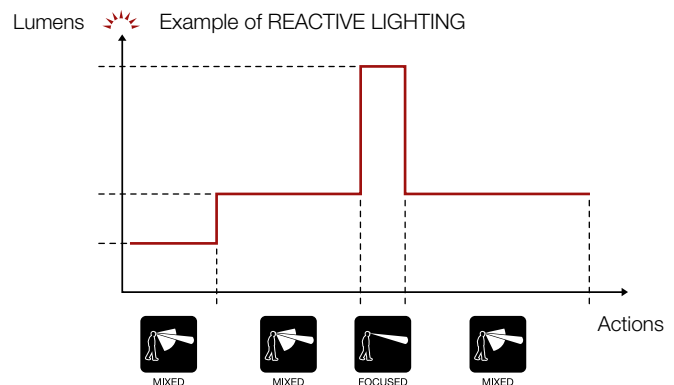 Lumens Example of REACTIVE LIGHTING
Actions
MIXED MIXED FOCUSED MIXED